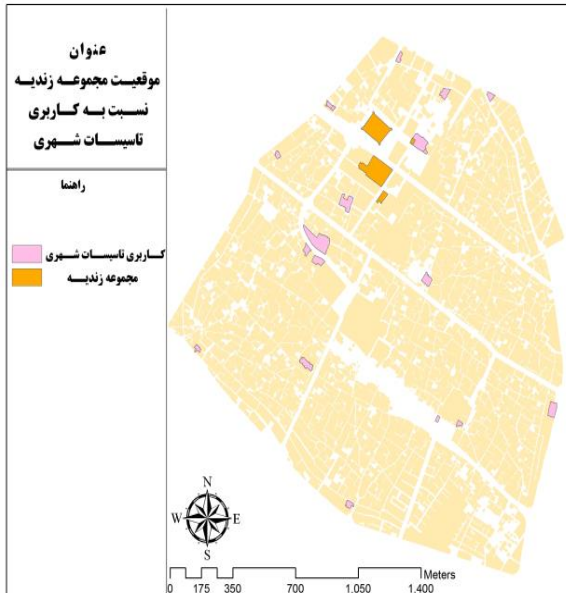 عنوان
موقعیت مجموعه زندیه
نسبت به کاربری
تاسیسات شهری
راهنما
کاربری تاسیسات شهری
مجموعه زندیه
N
W E
S
Meters
0 175 350 700 1.050 1.400